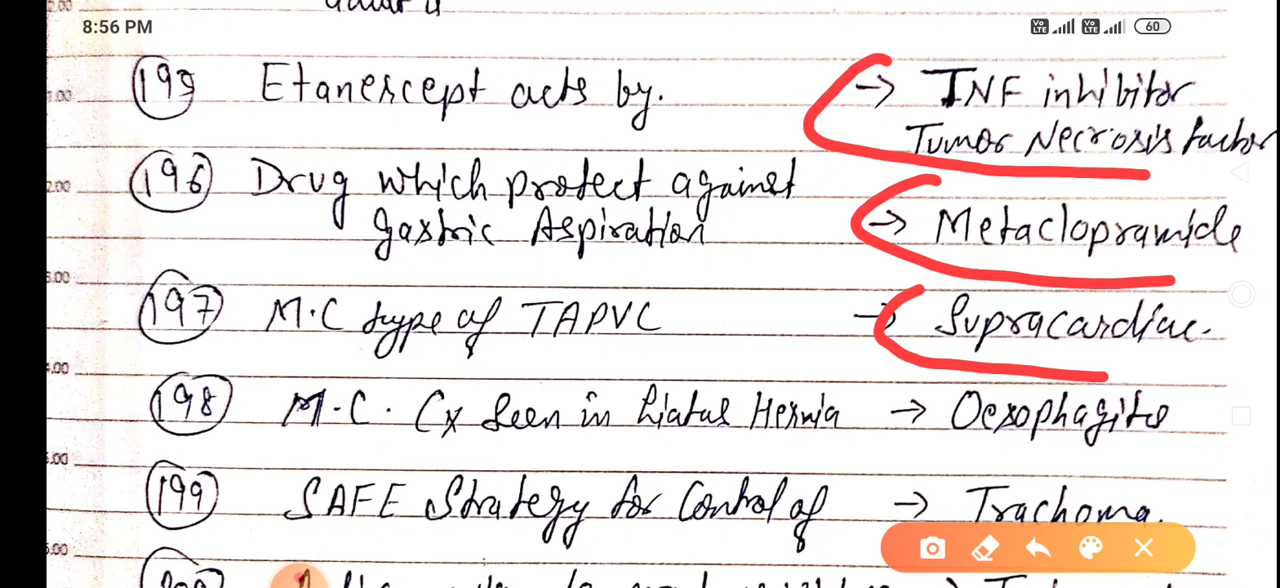 8:56 PM
60
195 Etanercept acts by. → TNF inhibitor
Tumor Necrosis factor
196 Drug which protect against
gastric Aspiration → Metaclopramide
197 M.C type of TAPVC → Supracardiac.
198 M.C. Cx seen in hiatus Hernia → Oesophagitis
199 SAFE Strategy for Control of → Trachoma.